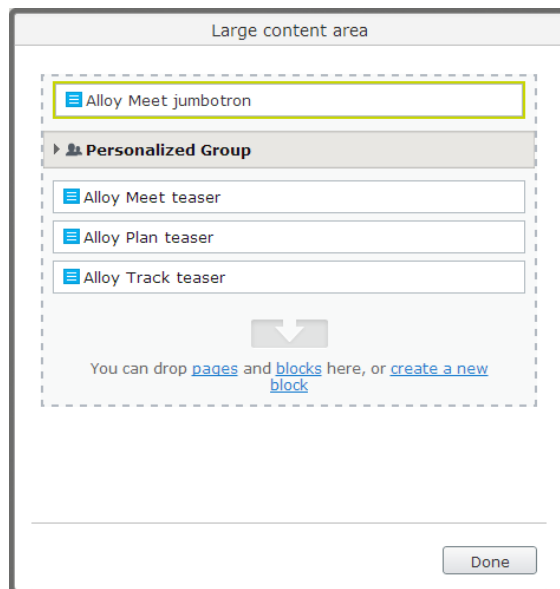 Large content area
Alloy Meet jumbotron
Personalized Group
Alloy Meet teaser
Alloy Plan teaser
Alloy Track teaser
You can drop pages and blocks here, or create a new
block
Done